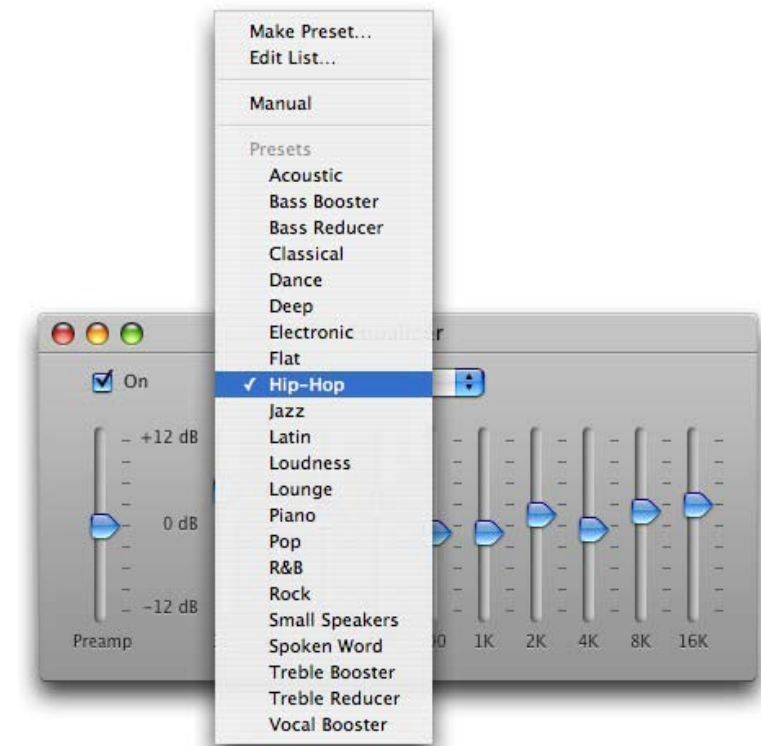 Make Preset...
Edit List...
Manual
Presets
Acoustic
Bass Booster
Bass Reducer
Classical
Dance
Deep
Electronic
Flat
On
✓ Hip-Hop
Jazz
Latin
Loudness
Lounge
Piano
Pop
R&B
Rock
Small Speakers
Spoken Word
Treble Booster
Treble Reducer
Vocal Booster
+12 dB
0 dB
-12 dB
Preamp 1K 2K 4K 8K 16K